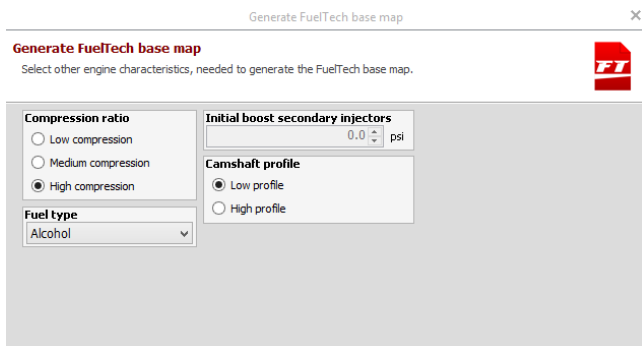 Generate FuelTech base map
Generate FuelTech base map
Select other engine characteristics, needed to generate the FuelTech base map.
FT
Compression ratio
Low compression
Medium compression
High compression
Fuel type
Alcohol
Initial boost secondary injectors
0.0 psi
Camshaft profile
Low profile
High profile